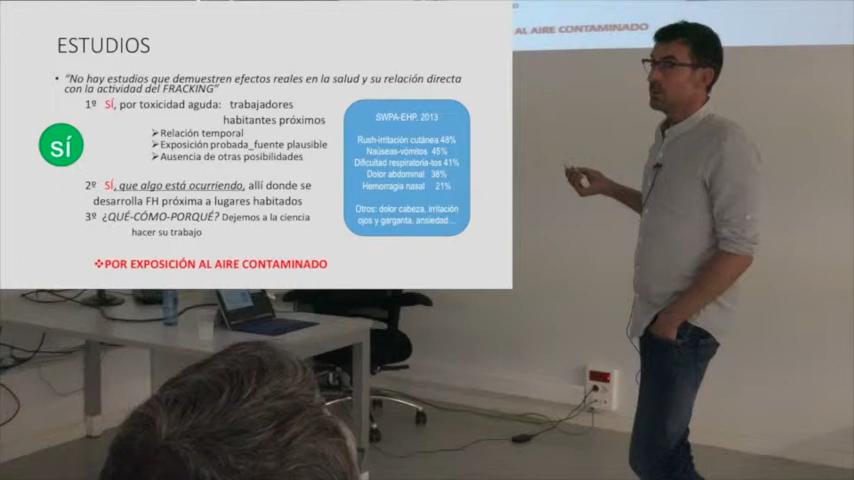 AL AIRE CONTAMINADO
ESTUDIOS
• "No hay estudios que demuestren efectos reales en la salud y su relación directa
con la actividad del FRACKING"
1º SÍ, por toxicidad aguda: trabajadores
habitantes próximos
➢Relación temporal
➢Exposición probada_fuente plausible
➢Ausencia de otras posibilidades
SÍ
2º SÍ, que algo está ocurriendo, allí donde se
desarrolla FH próxima a lugares habitados
3º ¿QUÉ-CÓMO-PORQUÉ? Dejemos a la ciencia
hacer su trabajo
❖POR EXPOSICIÓN AL AIRE CONTAMINADO
SWPA-EHP. 2013
Rush-irritación cutánea 48%
Naúseas-vómitos 45%
Dificultad respiratoria-tos 41%
Dolor abdominal 38%
Hemorragia nasal 21%
Otros: dolor cabeza, irritación
ojos y garganta, ansiedad...